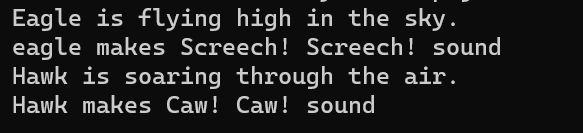 Eagle is flying high in the sky.
eagle makes Screech! Screech! sound
Hawk is soaring through the air.
Hawk makes Caw! Caw! sound